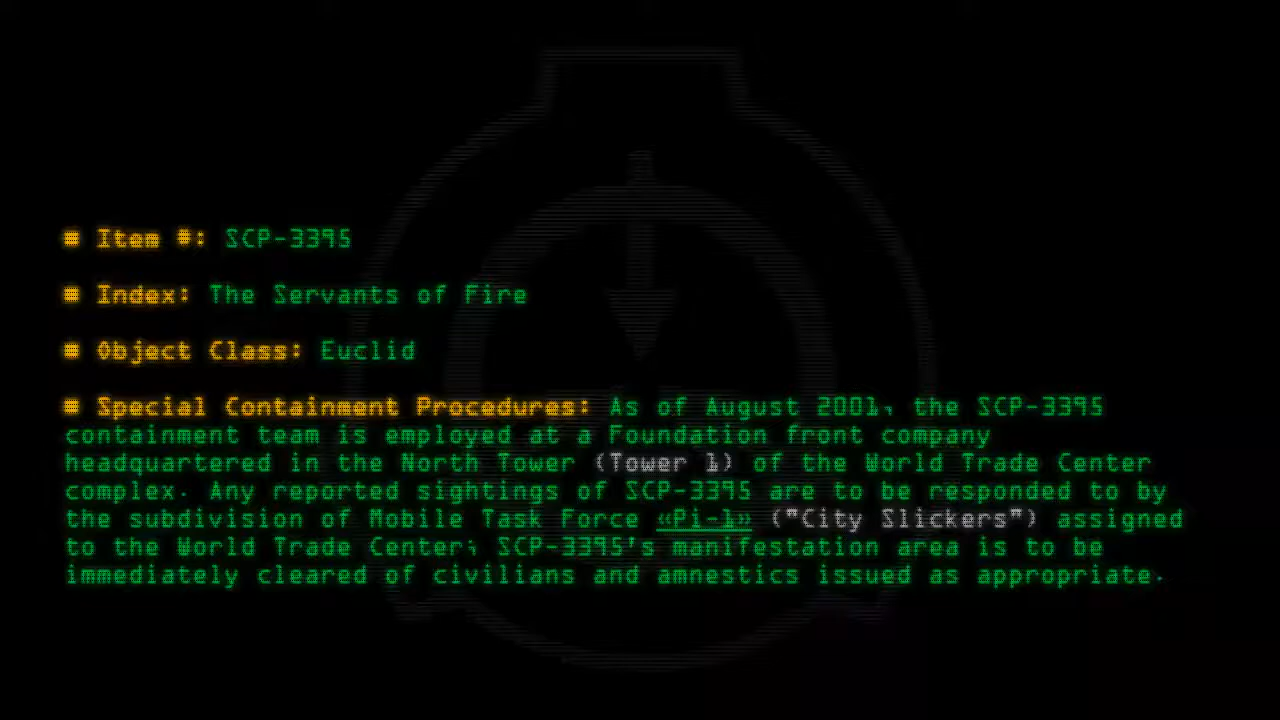 ■ Item #: SCP-3395
■ Index: The Servants of Fire
■ Object Class: Euclid
■ Special Containment Procedures: As of August 2001, the SCP-3395
containment team is employed at a Foundation front company
headquartered in the North Tower (Tower 1) of the World Trade Center
complex. Any reported sightings of SCP-3395 are to be responded to by
the subdivision of Mobile Task Force «Pi-1» ("City Slickers") assigned
to the World Trade Center; SCP-3395's manifestation area is to be
immediately cleared of civilians and amnestics issued as appropriate.